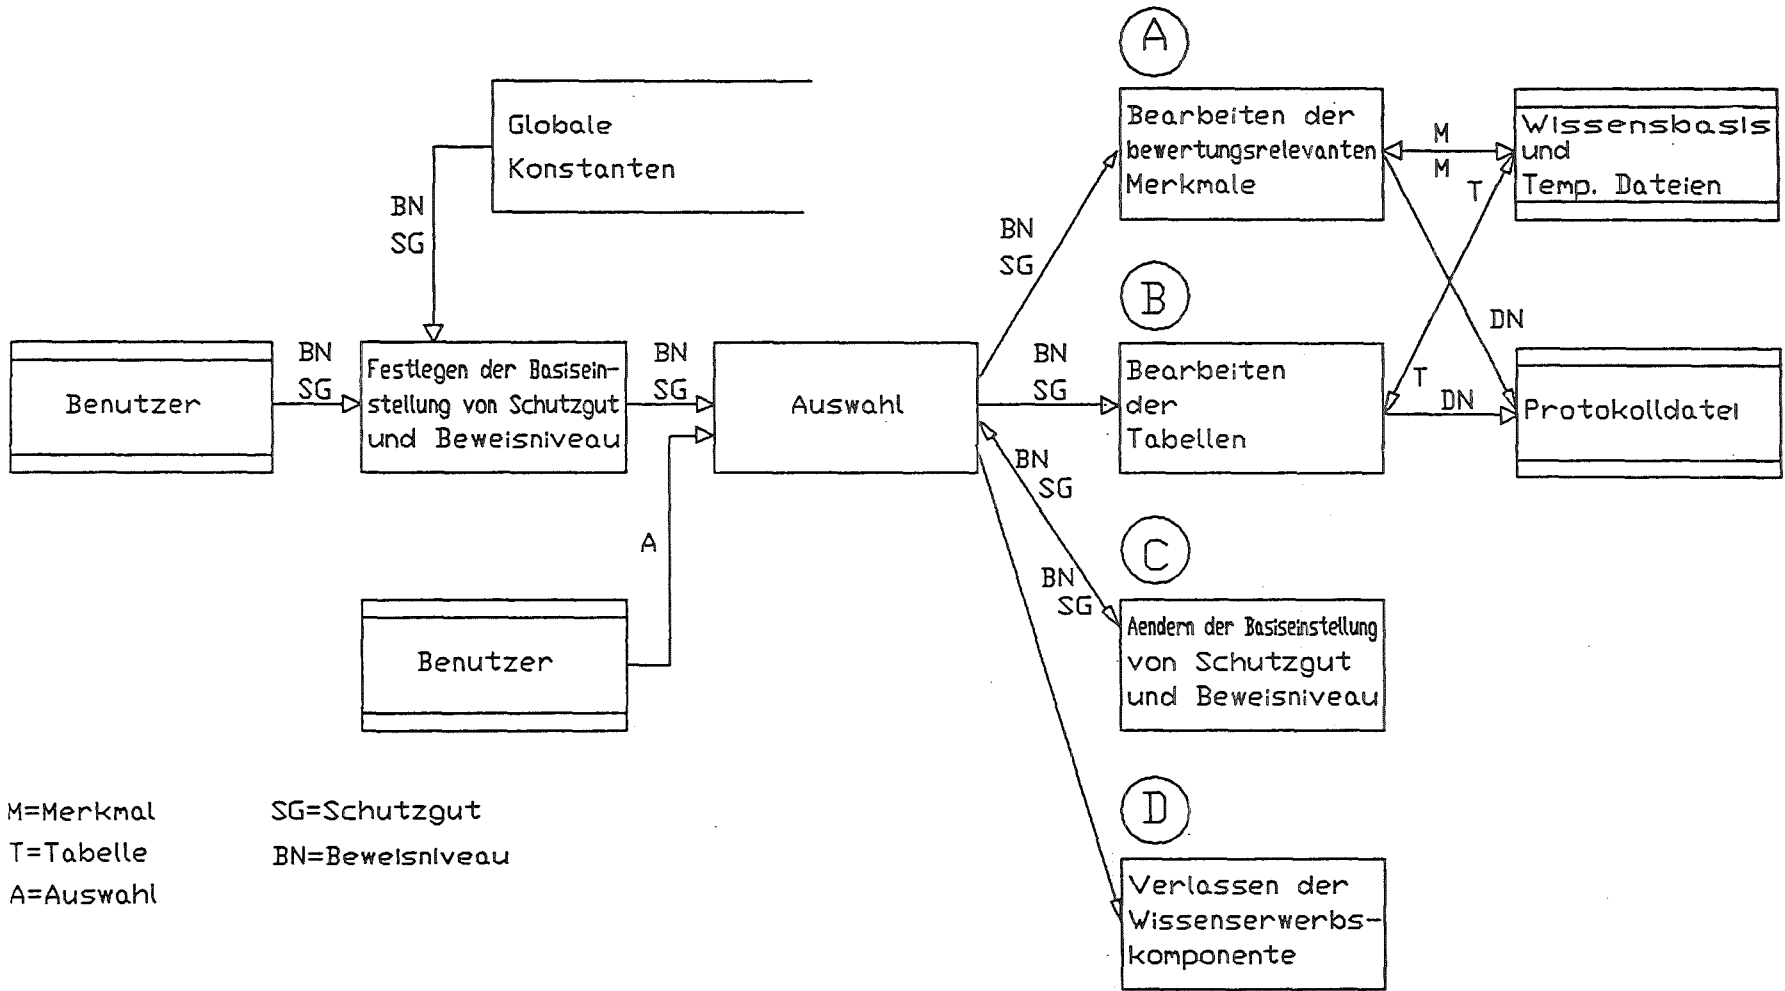 A
Globale
Konstanten
Bearbeiten der
bewertungsrelevanten
Merkmale
M
M
Wissensbasis
und
Temp. Dateien
T
BN
SG
BN
SG
B
DN
Benutzer
BN
SG
Festlegen der Basisein-
stellung von Schutzgut
und Beweisniveau
BN
SG
Auswahl
BN
SG
Bearbeiten
der
Tabellen
T
DN
Protokolldatei
BN
SG
A
C
BN
SG
Benutzer
Aendern der Basiseinstellung
von Schutzgut
und Beweisniveau
D
M=Merkmal
T=Tabelle
A=Auswahl
SG=Schutzgut
BN=Beweisniveau
Verlassen der
Wissenserwerbs-
komponente